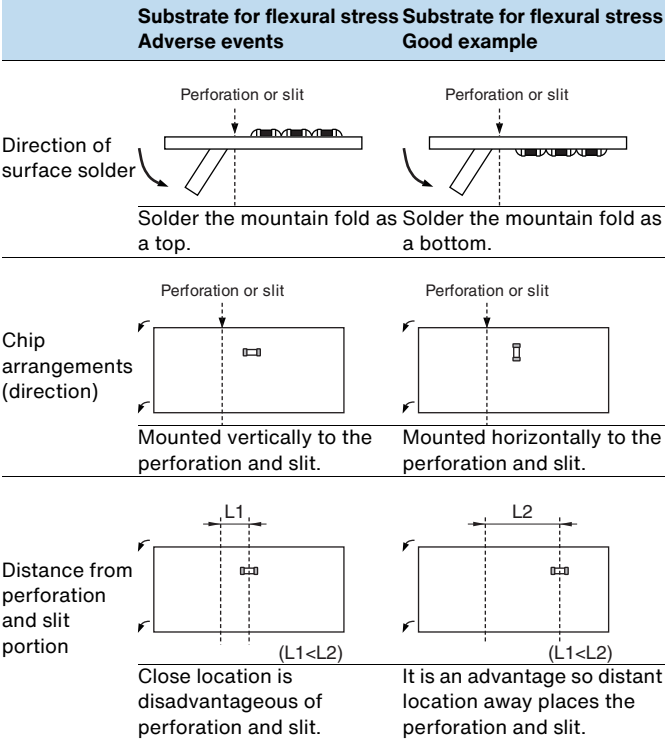 Substrate for flexural stress
Adverse events
Substrate for flexural stress
Good example
Direction of
surface solder
Perforation or slit
Solder the mountain fold as
a top.
Perforation or slit
Solder the mountain fold as
a bottom.
Chip
arrangements
(direction)
Perforation or slit
Mounted vertically to the
perforation and slit.
Perforation or slit
Mounted horizontally to the
perforation and slit.
Distance from
perforation
and slit
portion
L1
(L1<L2)
Close location is
disadvantageous of
perforation and slit.
L2
(L1<L2)
It is an advantage so distant
location away places the
perforation and slit.